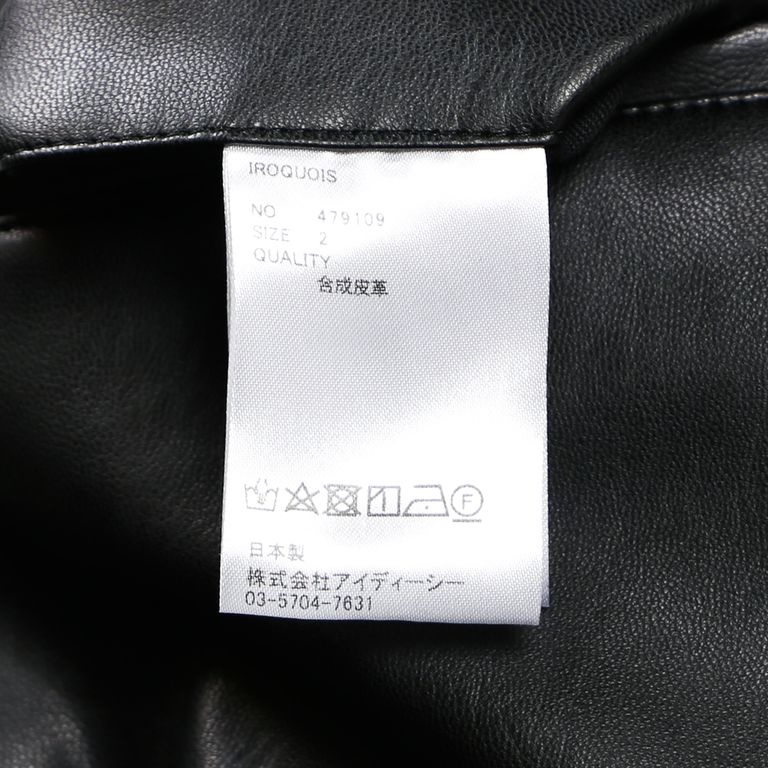 IROQUOIS
NO 479109
SIZE 2
QUALITY
合成皮革
F
日本製
株式会社アイディーシー
03-5704-7631